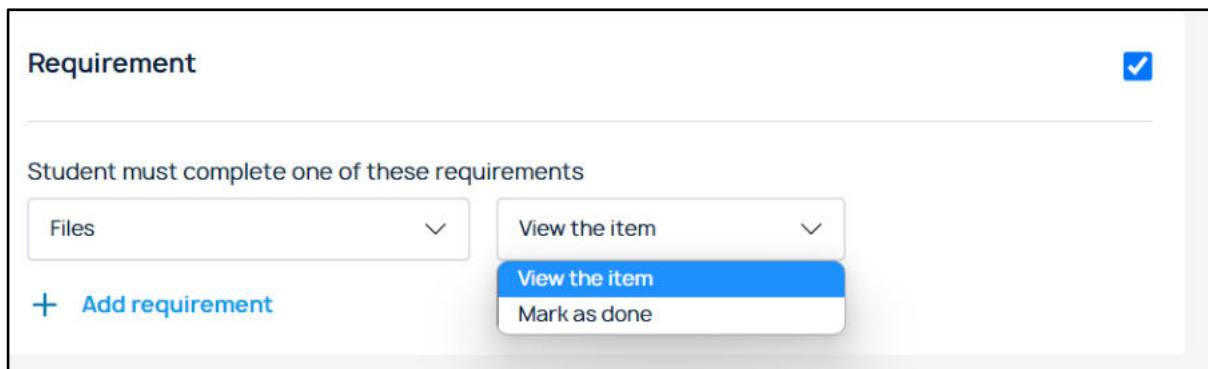 Requirement
Student must complete one of these requirements
Files
View the item
View the item
Mark as done
+ Add requirement